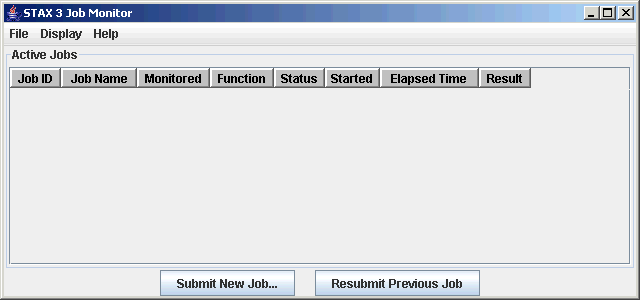 STAX 3 Job Monitor
File Display Help
Active Jobs
Job ID Job Name Monitored Function Status Started Elapsed Time Result
Submit New Job... Resubmit Previous Job